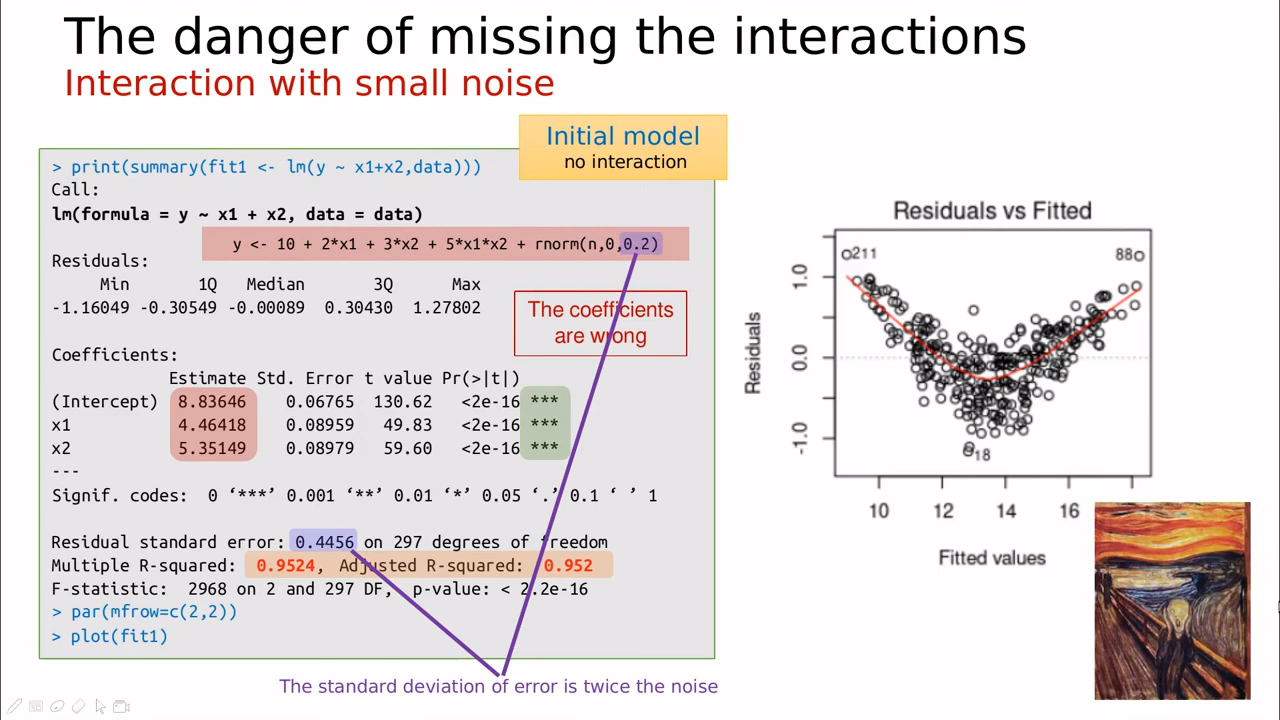 The danger of missing the interactions
Interaction with small noise
Initial model
no interaction
> print(summary(fit1 <- lm(y ~ x1+x2,data)))
Call:
lm(formula = y ~ x1 + x2, data = data)
y <- 10 + 2*x1 + 3*x2 + 5*x1*x2 + rnorm(n,0,0.2)
Residuals:
Min 1Q Median 3Q Max
-1.16049 -0.30549 -0.00089 0.30430 1.27802
The coefficients
are wrong
Coefficients:
Estimate Std. Error t value Pr(>|t|)
(Intercept) 8.83646 0.06765 130.62 <2e-16 ***
x1 4.46418 0.08959 49.83 <2e-16 ***
x2 5.35149 0.08979 59.60 <2e-16 ***
---
Signif. codes: 0 ‘***’ 0.001 ‘**’ 0.01 ‘*’ 0.05 ‘.’ 0.1 ‘ ’ 1
Residual standard error: 0.4456 on 297 degrees of freedom
Multiple R-squared: 0.9524, Adjusted R-squared: 0.952
F-statistic: 2968 on 2 and 297 DF, p-value: < 2.2e-16
> par(mfrow=c(2,2))
> plot(fit1)
The standard deviation of error is twice the noise
Residuals vs Fitted
211
88
18
Residuals
1.0
0.0
-1.0
10 12 14 16
Fitted values